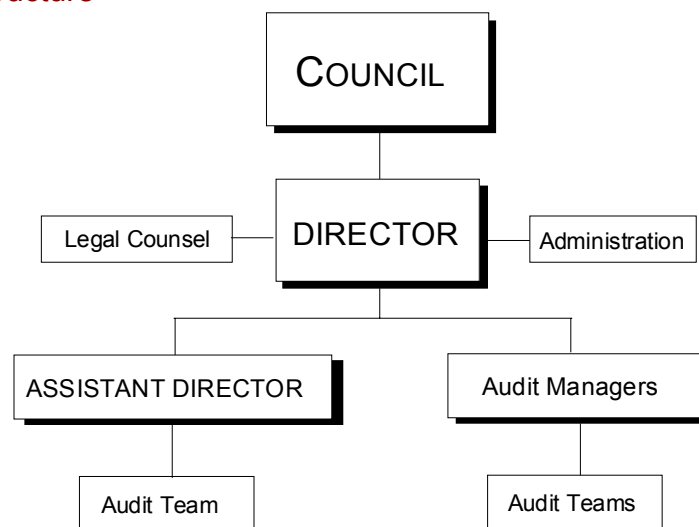 COUNCIL
DIRECTOR
Legal Counsel
Administration
ASSISTANT DIRECTOR
Audit Managers
Audit Team
Audit Teams